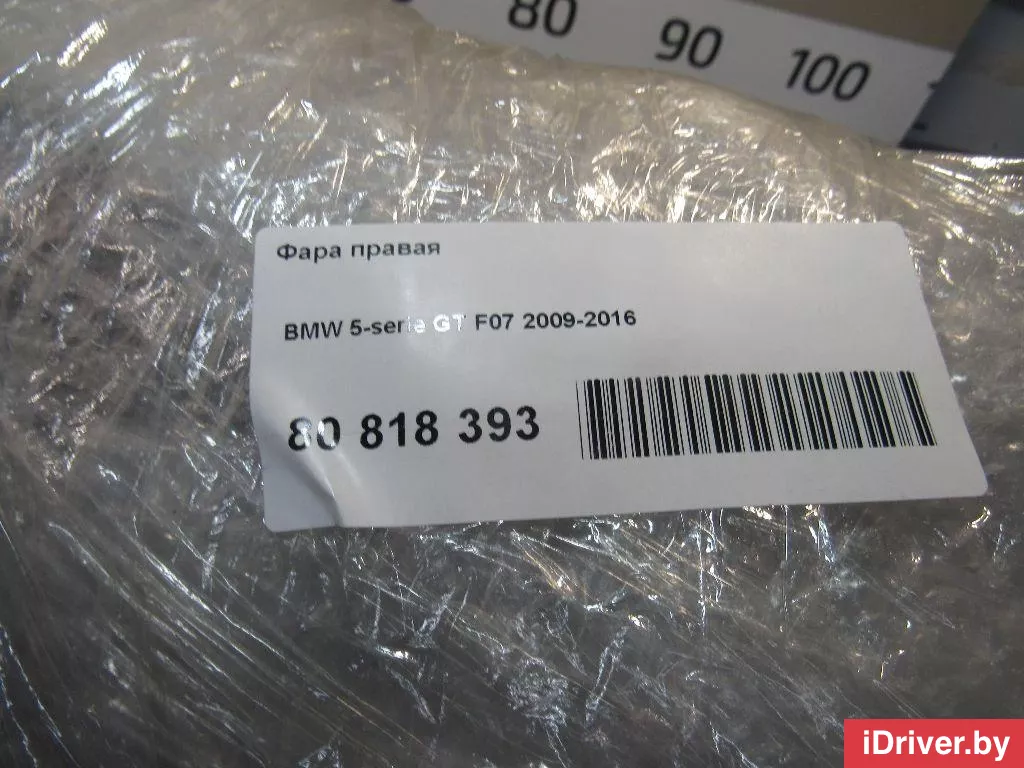 80 90 100
Фара правая
BMW 5-serie GT F07 2009-2016
80 818 393
iDriver.by